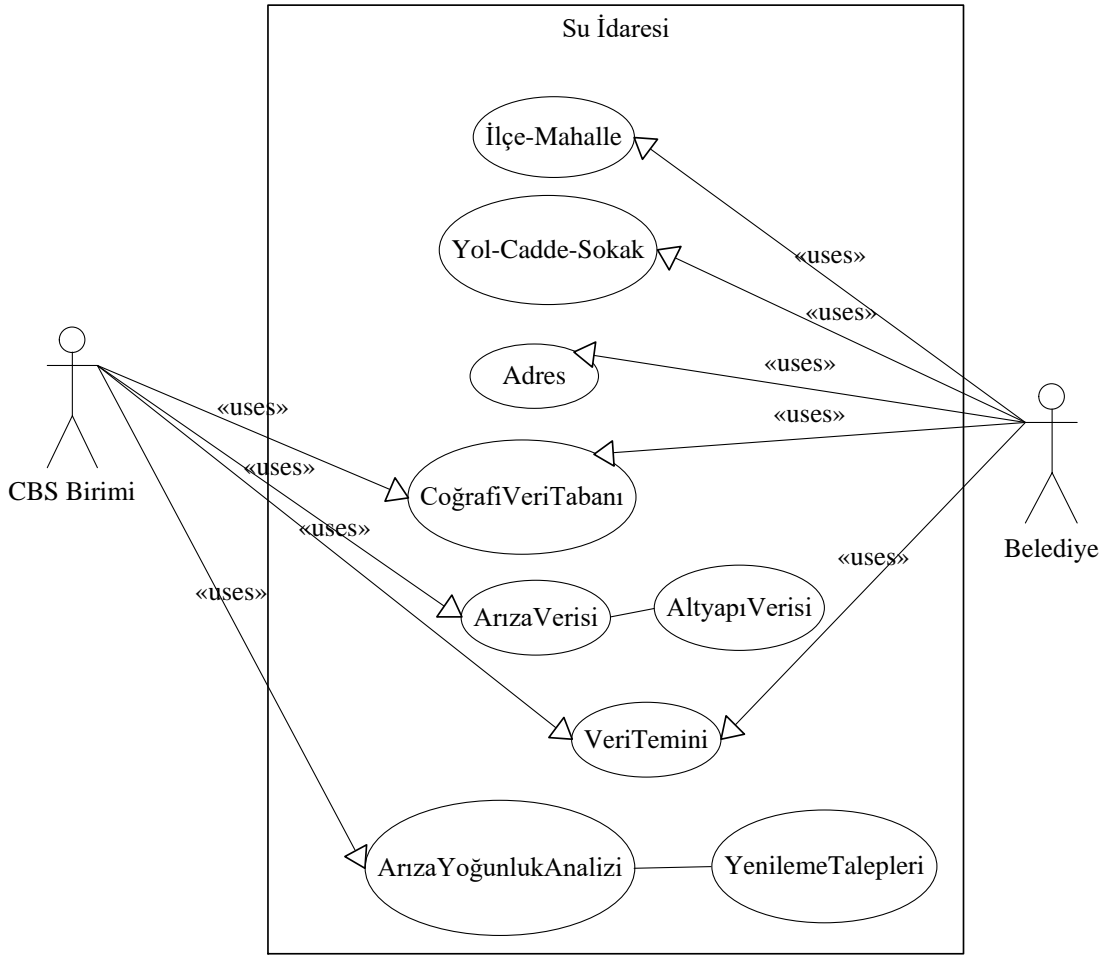 Su İdaresi
İlçe-Mahalle
Yol-Cadde-Sokak
«uses»
«uses»
Adres
«uses»
«uses»
«uses»
CoğrafiVeriTabanı
«uses»
CBS Birimi
«uses»
Belediye
«uses»
«uses»
ArızaVerisi
AltyapıVerisi
VeriTemini
ArızaYoğunlukAnalizi
YenilemeTalepleri